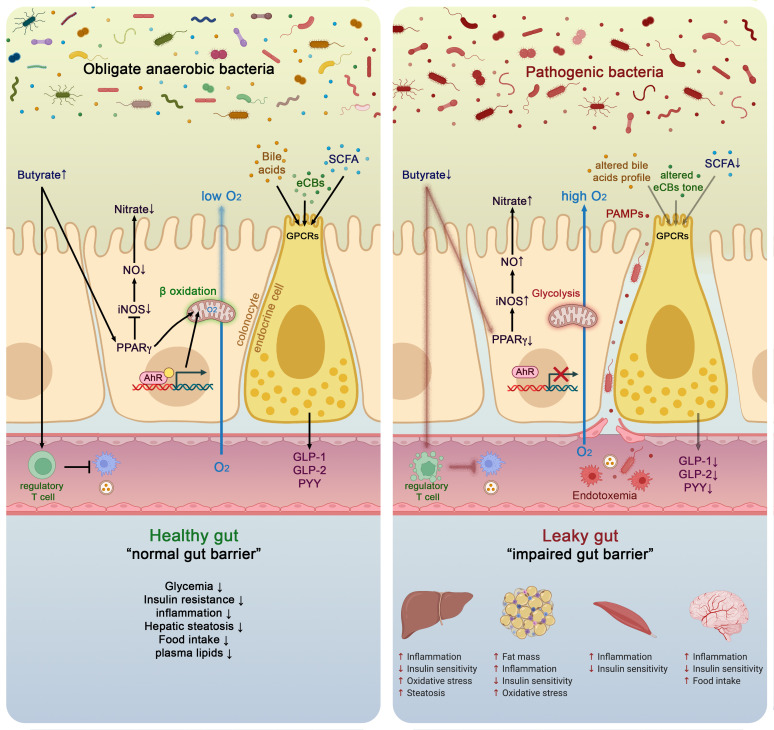 Obligate anaerobic bacteria
Butyrate↑
Bile
acids
eCBs
SCFA
Nitrate↓
low O2
GPCRs
NO↓
β oxidation
iNOS↓
O2
PPARγ
colonocyte
endocrine cell
AhR
O2
GLP-1
GLP-2
PYY
regulatory
T cell
Healthy gut
“normal gut barrier”
Glycemia ↓
Insulin resistance ↓
inflammation ↓
Hepatic steatosis ↓
Food intake ↓
plasma lipids ↓
Pathogenic bacteria
Butyrate↓
altered bile
acids profile
altered
eCBs tone
SCFA↓
Nitrate↑
high O2
PAMPs
GPCRs
NO↑
iNOS↑
Glycolysis
PPARγ↓
AhR
O2
GLP-1↓
GLP-2↓
PYY↓
regulatory
T cell
Endotoxemia
Leaky gut
“impaired gut barrier”
↑ Inflammation
↓ Insulin sensitivity
↑ Oxidative stress
↑ Steatosis
↑ Fat mass
↑ Inflammation
↓ Insulin sensitivity
↑ Oxidative stress
↑ Inflammation
↓ Insulin sensitivity
↑ Inflammation
↓ Insulin sensitivity
↑ Food intake